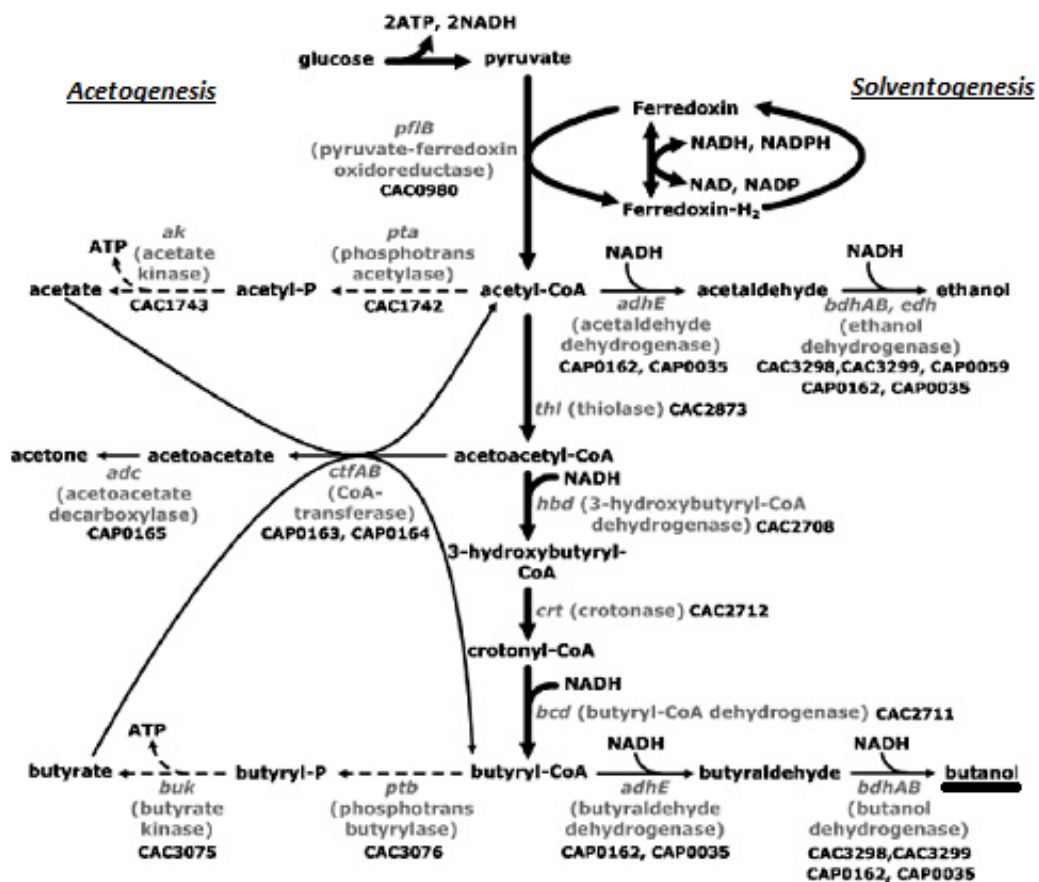 2ATP, 2NADH
glucose
pyruvate
Acetogenesis
Solventogenesis
Ferredoxin
NADH, NADPH
NAD, NADP
Ferredoxin-H₂
pflB
(pyruvate-ferredoxin
oxidoreductase)
CAC0980
ak
(acetate
kinase)
ATP
CAC1743
pta
(phosphotrans
acetylase)
CAC1742
acetate
acetyl-P
acetyl-CoA
NADH
acetaldehyde
NADH
ethanol
adhE
(acetaldehyde
dehydrogenase)
CAP0162, CAP0035
bdhAB, edh
(ethanol
dehydrogenase)
CAC3298,CAC3299, CAP0059
CAP0162, CAP0035
thl (thiolase) CAC2873
acetone
acetoacetate
acetoacetyl-CoA
adc
(acetoacetate
decarboxylase)
CAP0165
ctfAB
(CoA-
transferase)
CAP0163, CAP0164
NADH
hbd (3-hydroxybutyryl-CoA
dehydrogenase) CAC2708
3-hydroxybutyryl-
CoA
crt (crotonase) CAC2712
crotonyl-CoA
NADH
bcd (butyryl-CoA dehydrogenase) CAC2711
ATP
NADH
NADH
butyrate
butyryl-P
butyryl-CoA
butyraldehyde
butanol
buk
(butyrate
kinase)
CAC3075
ptb
(phosphotrans
butyrylase)
CAC3076
adhE
(butyraldehyde
dehydrogenase)
CAP0162, CAP0035
bdhAB
(butanol
dehydrogenase)
CAC3298,CAC3299
CAP0162, CAP0035